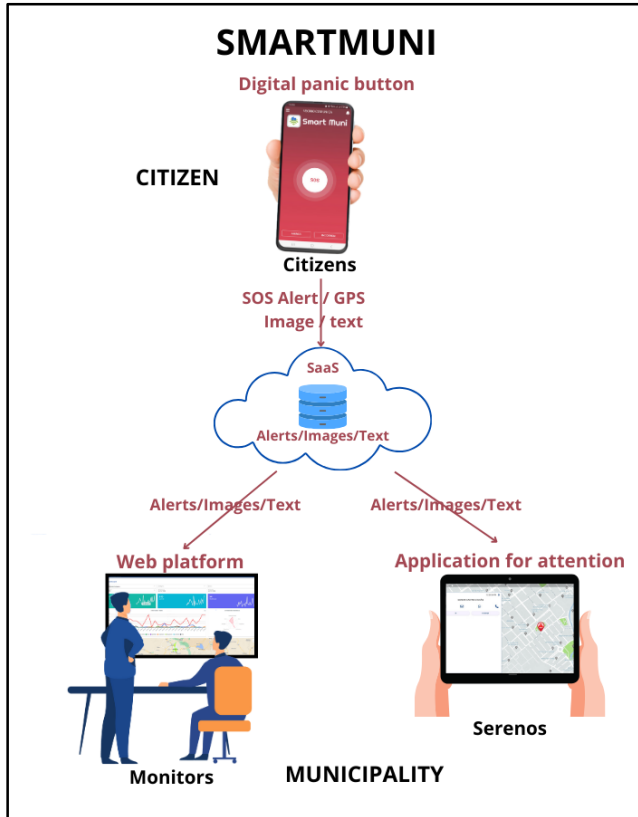 SMARTMUNI
Digital panic button
Smart Muni
SOS
CITIZEN
Citizens
SOS Alert / GPS
Image / text
SaaS
Alerts/Images/Text
Alerts/Images/Text
Alerts/Images/Text
Web platform
Application for attention
Serenos
Monitors
MUNICIPALITY